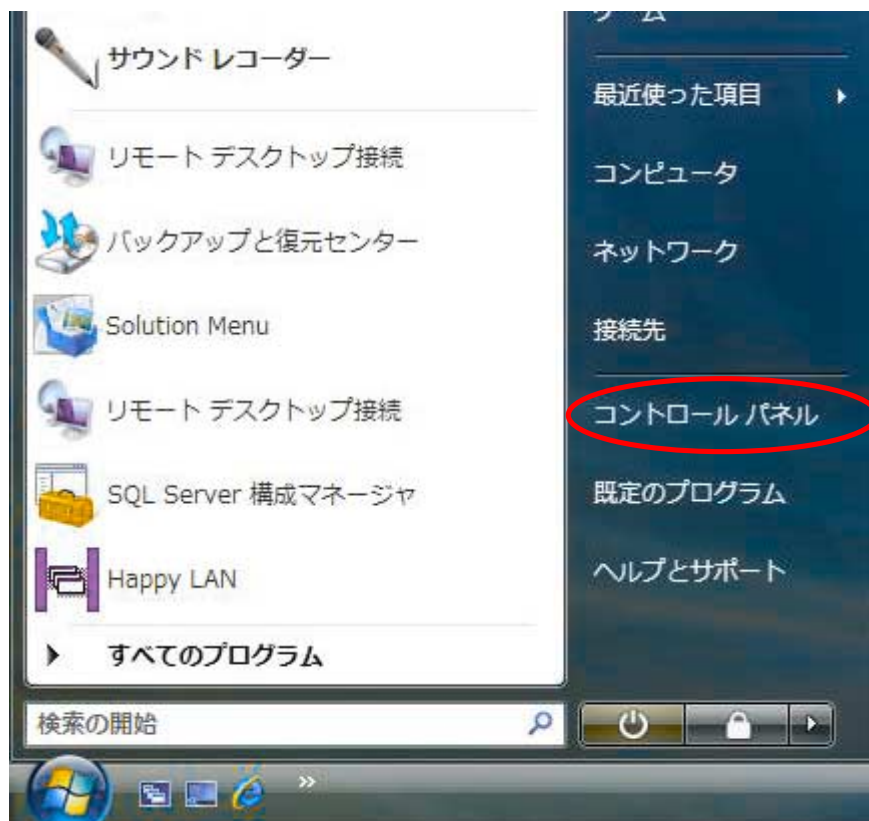 サウンド レコーダー
リモート デスクトップ接続
バックアップと復元センター
Solution Menu
リモート デスクトップ接続
SQL Server 構成マネージャ
Happy LAN
すべてのプログラム
検索の開始
ゲーム
最近使った項目
コンピュータ
ネットワーク
接続先
コントロール パネル
既定のプログラム
ヘルプとサポート